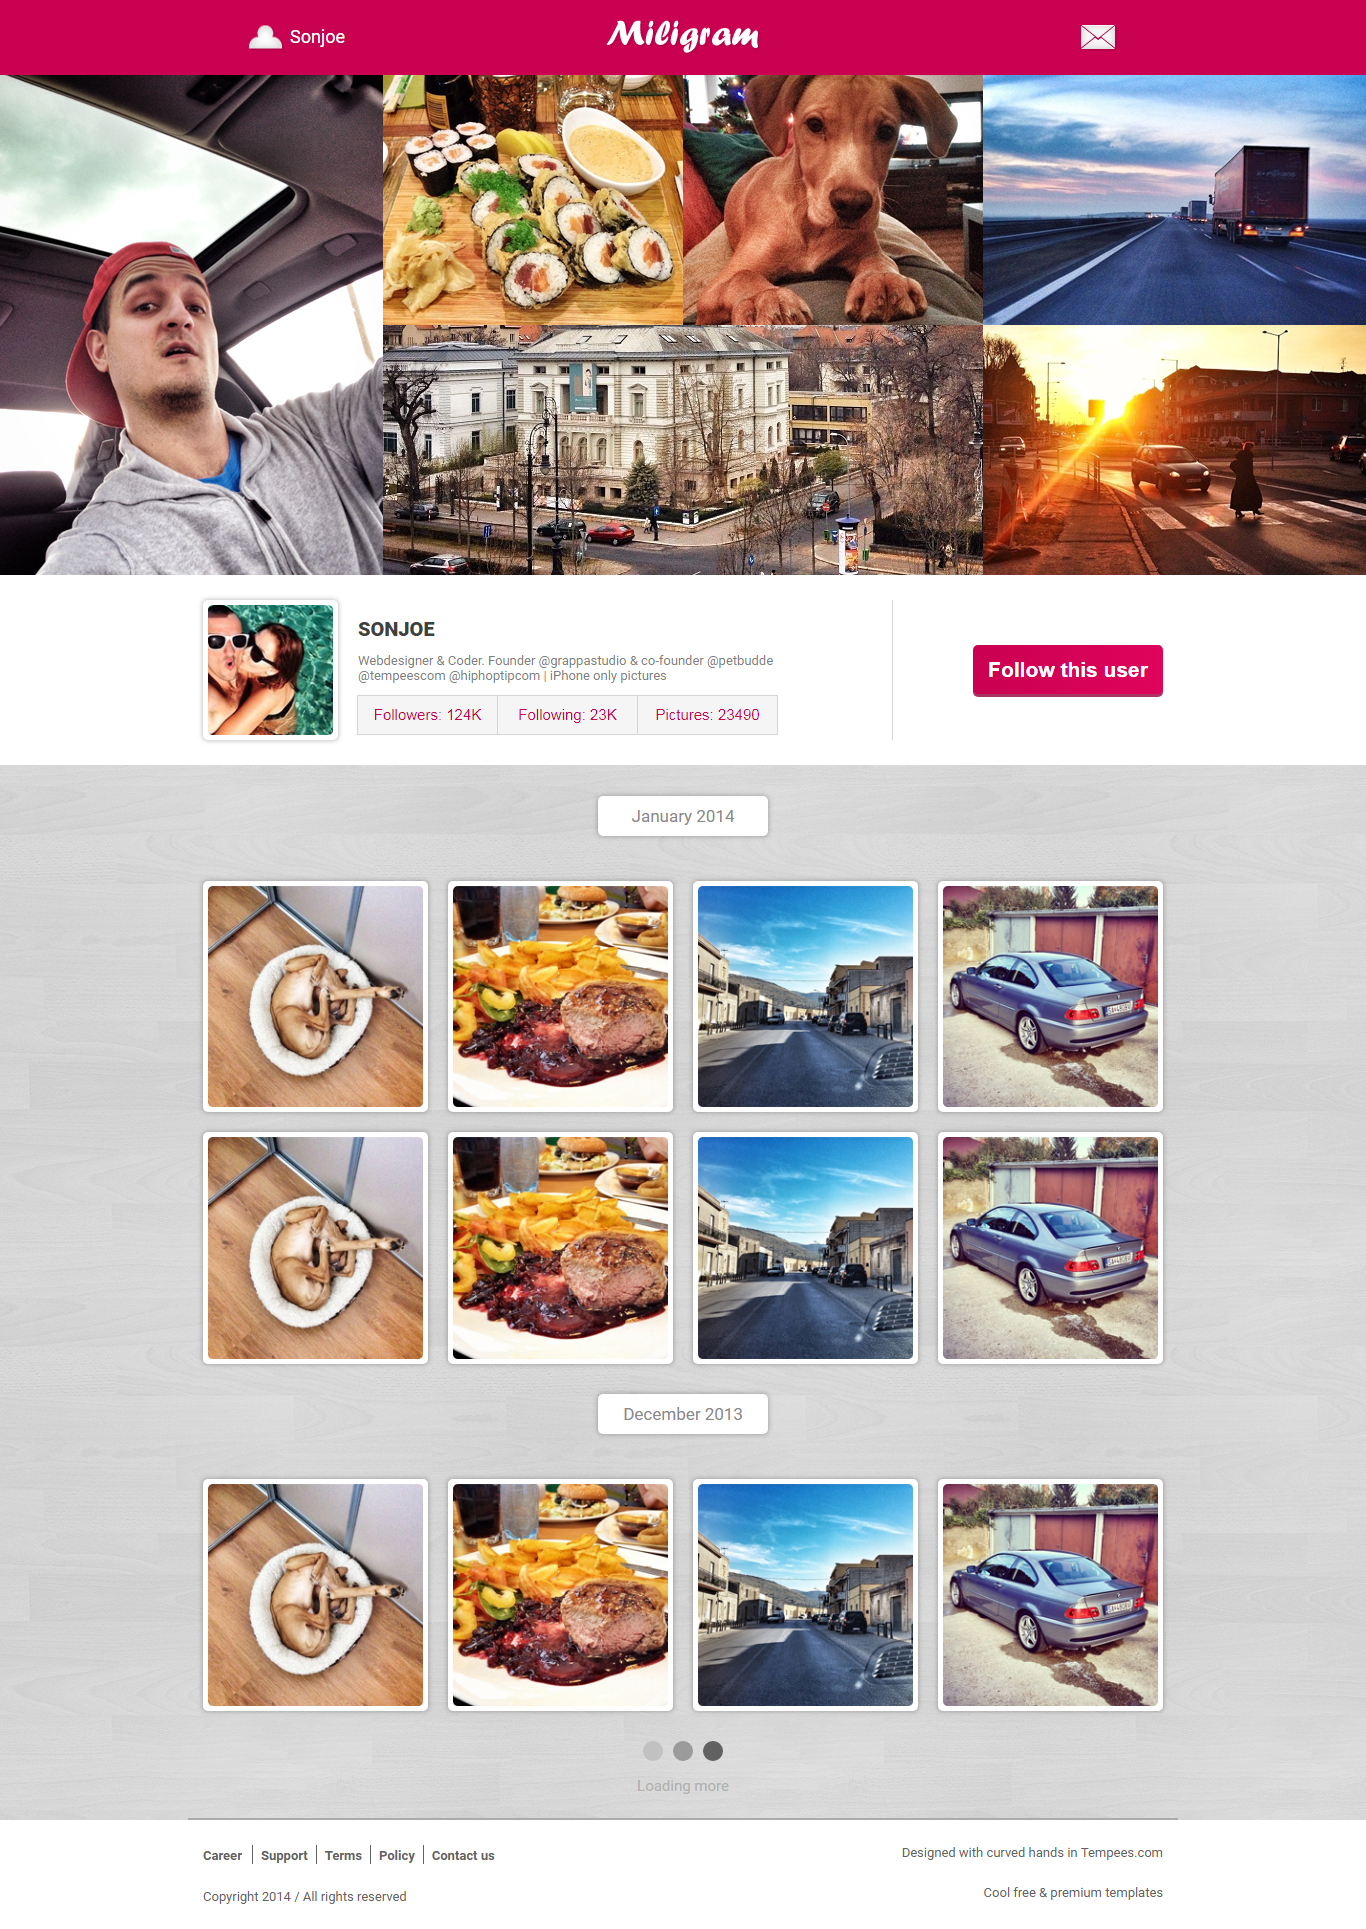 Sonjoe
Miligram
SONJOE
Webdesigner & Coder. Founder @grappastudio & co-founder @petbudde
@tempeescom @hiphoptipcom | iPhone only pictures
Followers: 124K
Following: 23K
Pictures: 23490
Follow this user
January 2014
December 2013
Loading more
Career
Support
Terms
Policy
Contact us
Designed with curved hands in Tempees.com
Copyright 2014 / All rights reserved
Cool free & premium templates